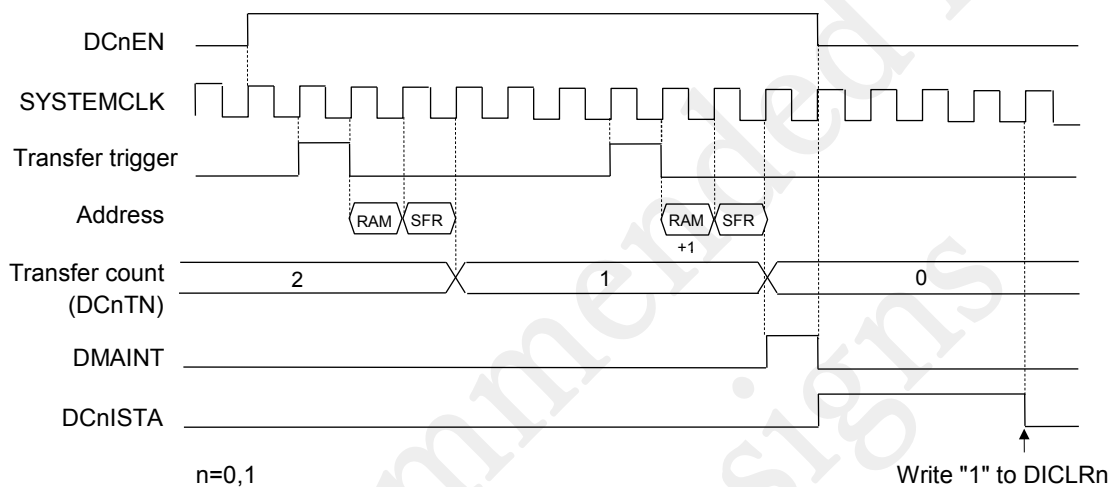 DCnEN
SYSTEMCLK
Transfer trigger
Address
RAM SFR RAM SFR
+1
Transfer count
(DCnTN)
2 1 0
DMAINT
DCnISTA
n=0,1
Write "1" to DICLRn